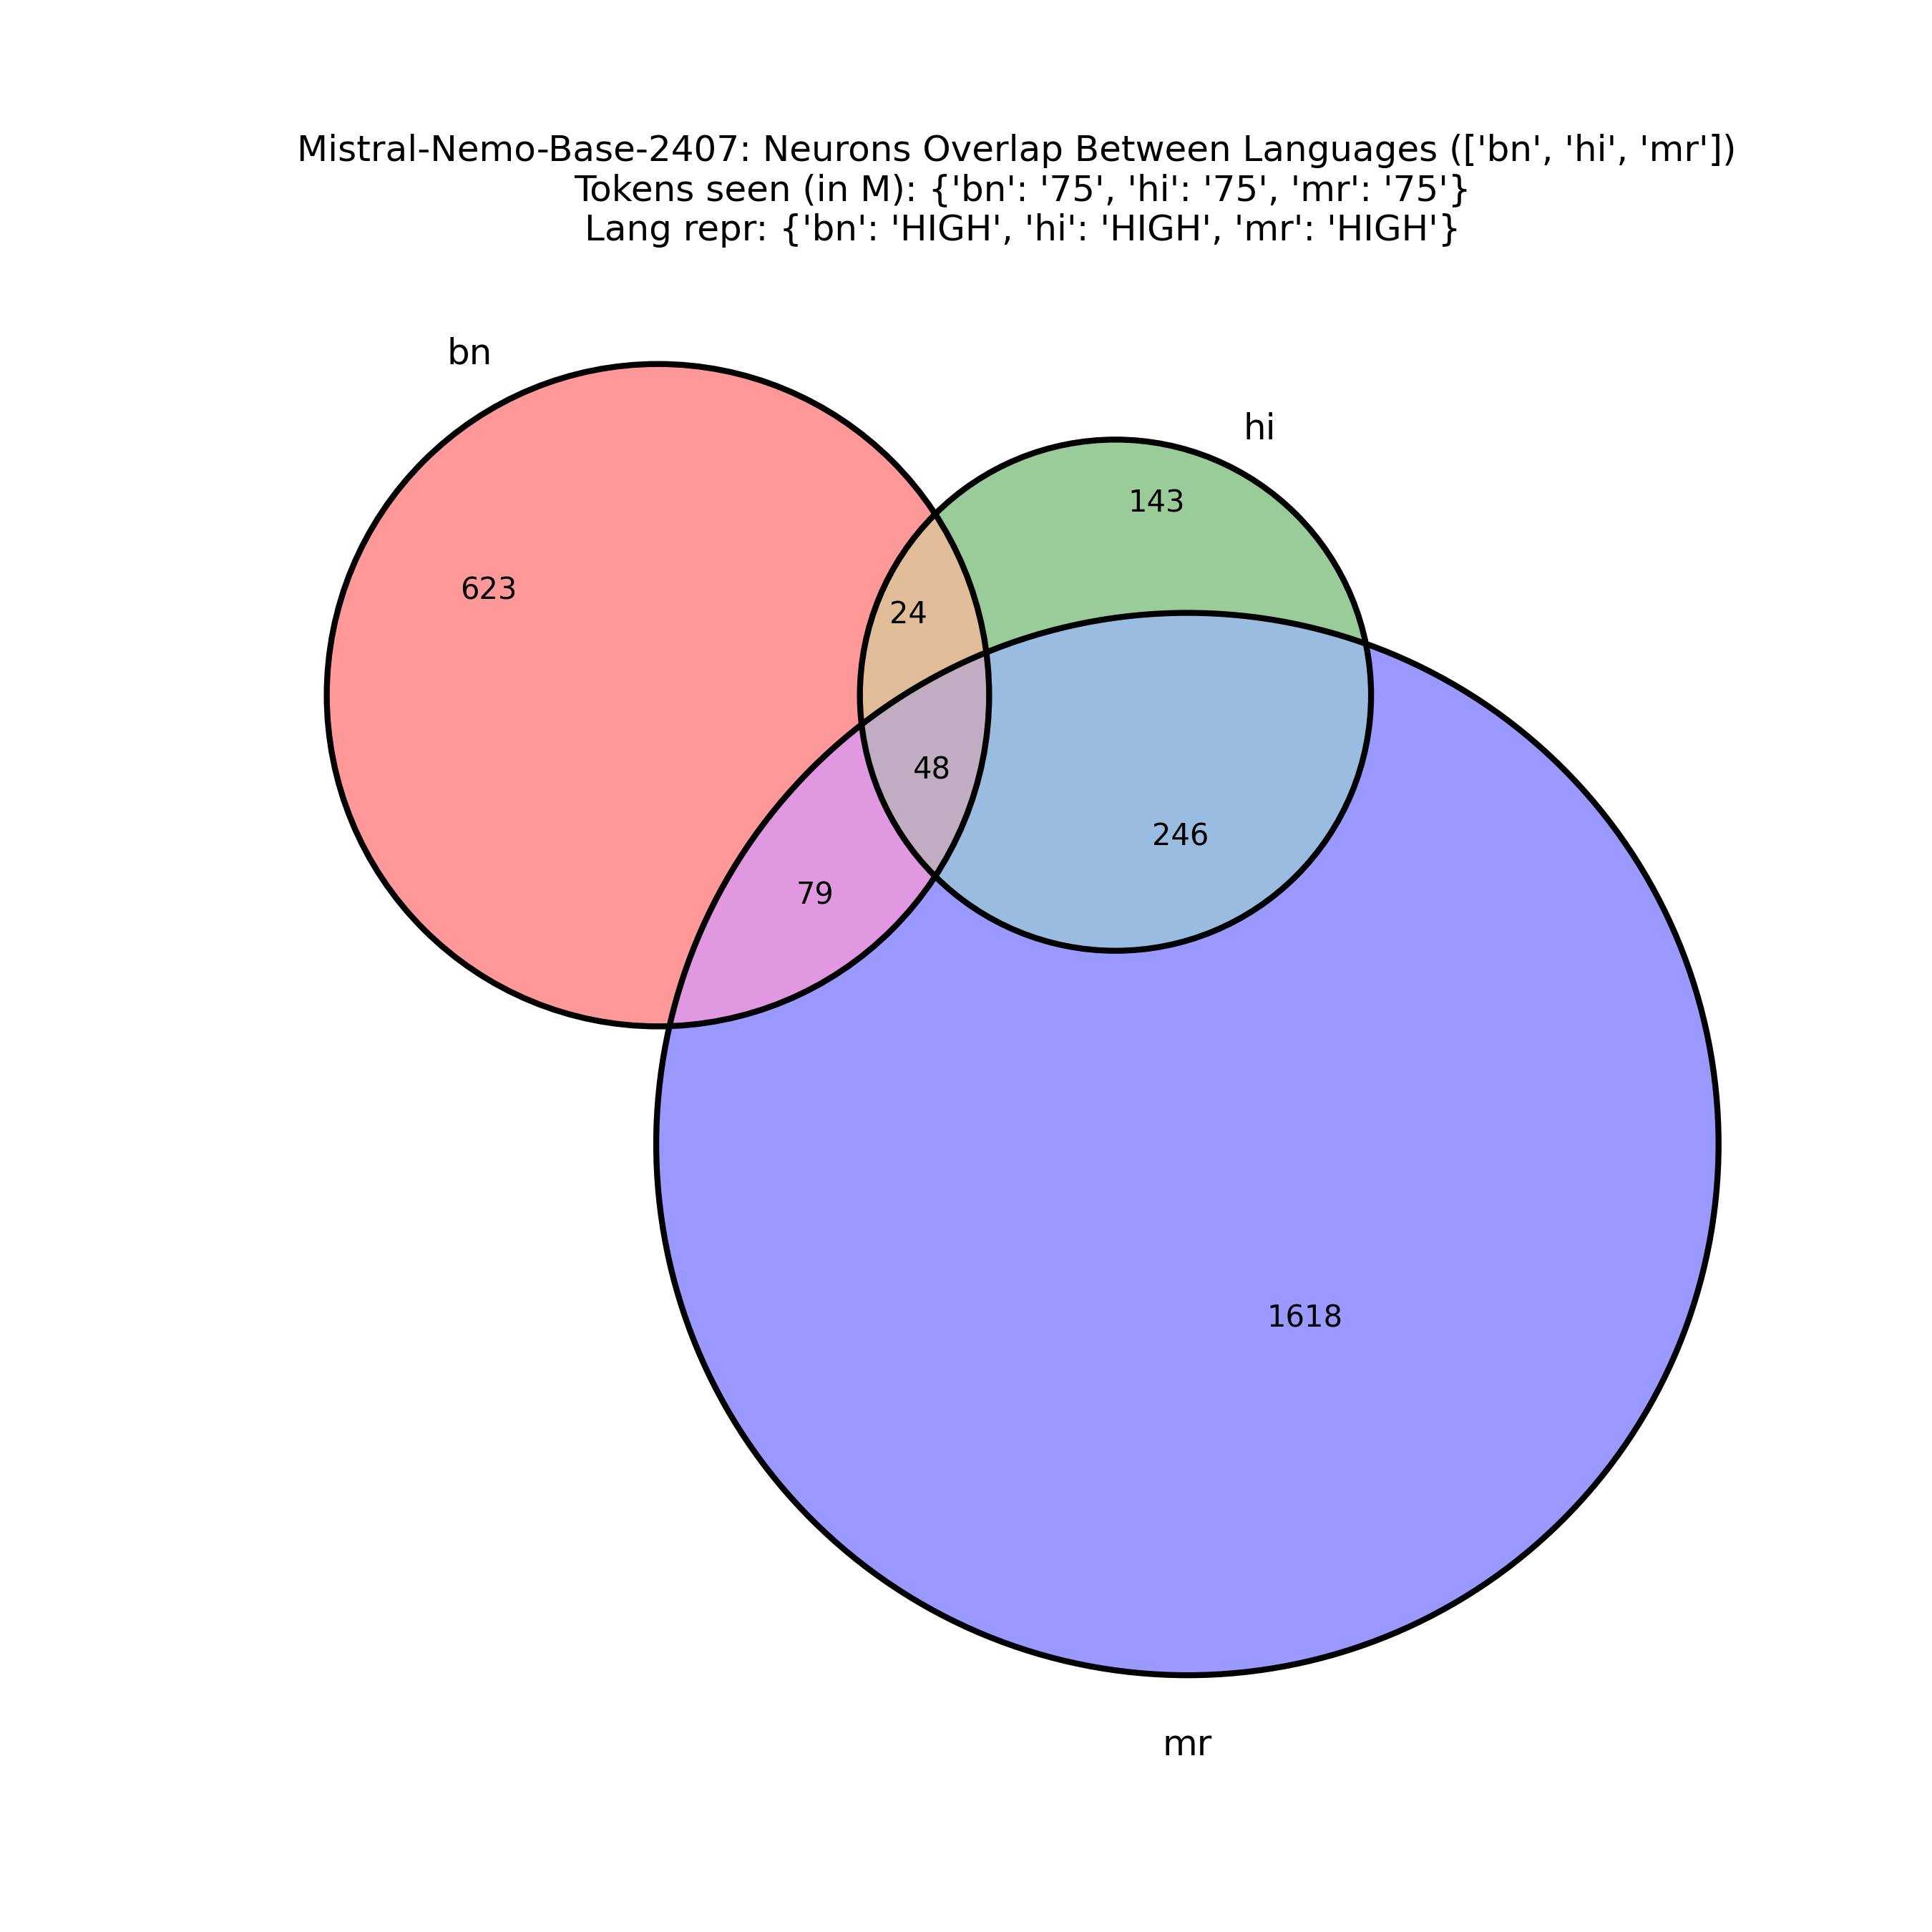 Mistral-Nemo-Base-2407: Neurons Overlap Between Languages (['bn', 'hi', 'mr'])
Tokens seen (in M): {'bn': '75', 'hi': '75', 'mr': '75'}
Lang repr: {'bn': 'HIGH', 'hi': 'HIGH', 'mr': 'HIGH'}
bn
hi
143
623
24
48
246
79
1618
mr